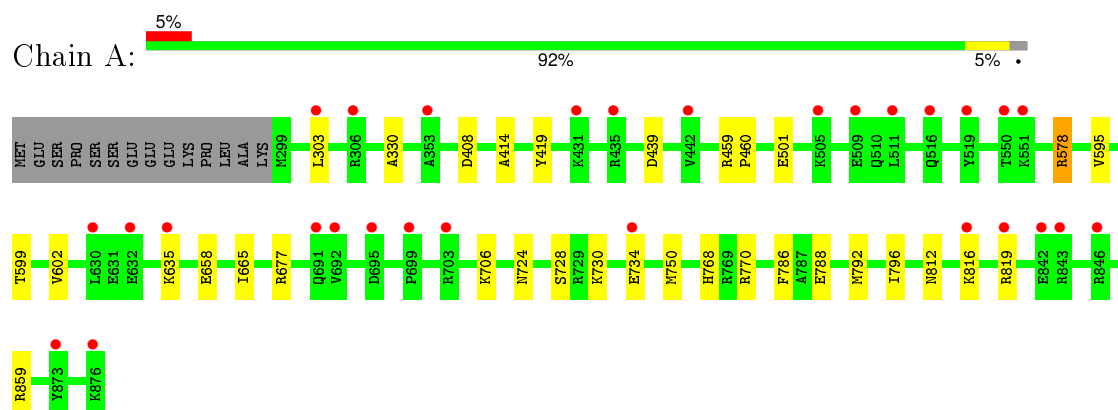 5%
Chain A:
92% 5% •
MET GLU SER PRO SER SER GLU GLU GLU LYS PRO LEU ALA LYS M299 L303 R306 A330 A353 D408 A414 Y419 K431 R435 D439 V442 R459 P460 E501 K505 E509 Q510 L511 Q516 Y519 T550 K551 R578 V595
T599 V602 L630 E631 E632 K635 E658 I665 R677 Q691 V692 D695 P699 R703 K706 N724 S728 R729 K730 E734 M750 H768 R769 R770 F786 A787 E788 M792 I796 N812 K816 R819 E842 R843 R846
R859 Y873 K876